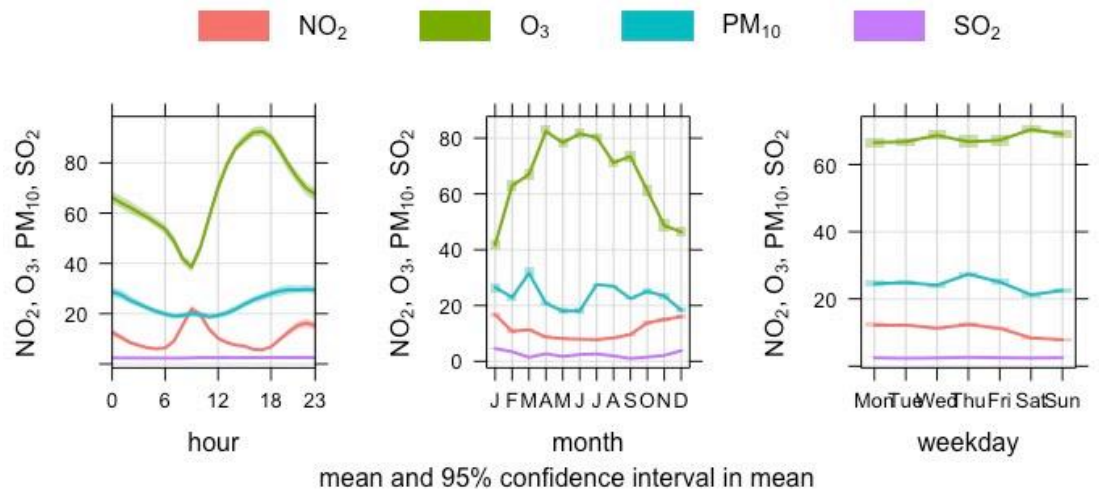 NO₂ O₃ PM₁₀ SO₂
NO₂, O₃, PM₁₀, SO₂
80
60
40
20
0 6 12 18 23
hour
NO₂, O₃, PM₁₀, SO₂
80
60
40
20
0
J F M A M J J A S O N D
month
NO₂, O₃, PM₁₀, SO₂
60
40
20
Mon Tue Wed Thu Fri Sat Sun
weekday
mean and 95% confidence interval in mean